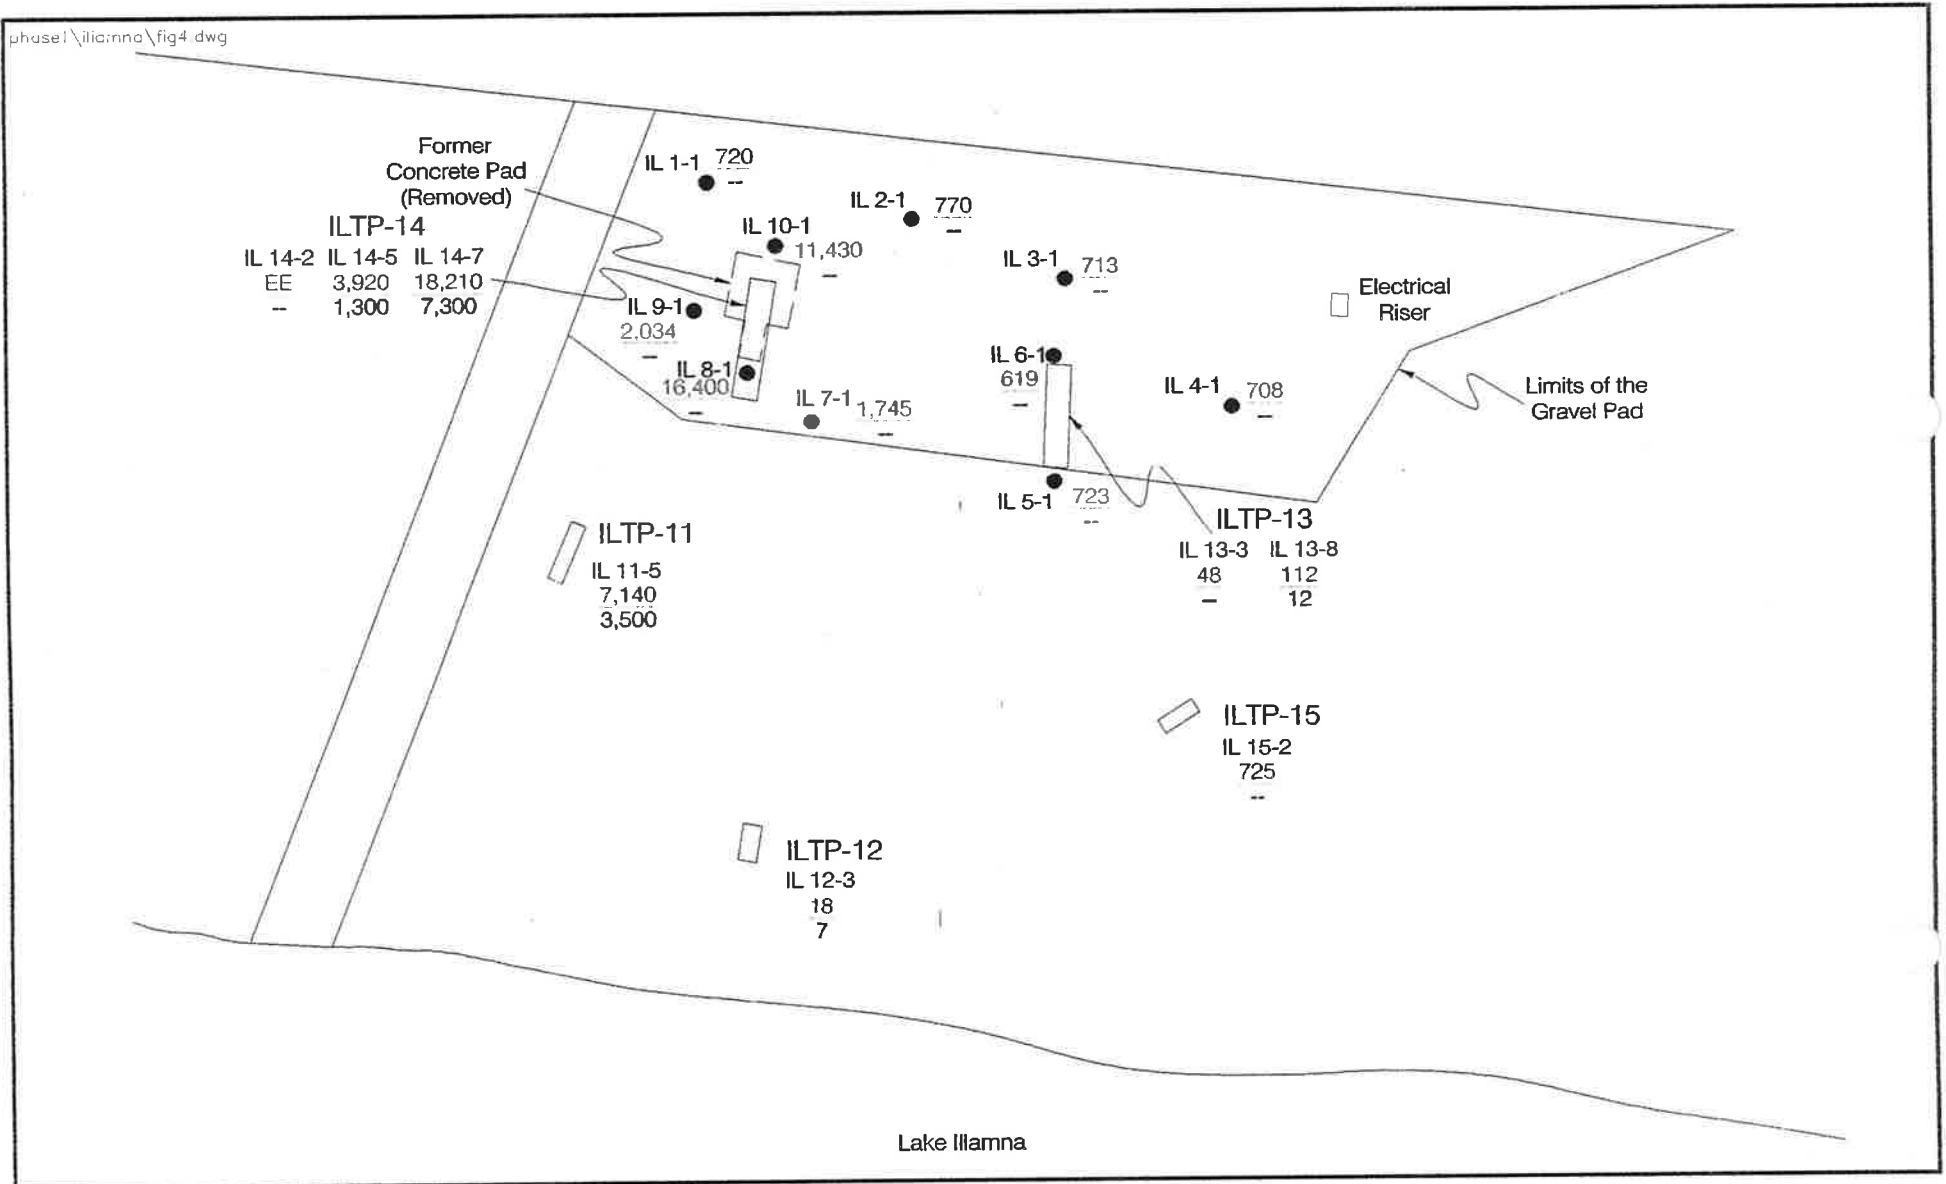 phase1\iliamna\fig4.dwg
Former
Concrete Pad
(Removed)
ILTP-14
IL 14-2 IL 14-5 IL 14-7
EE 3,920 18,210
-- 1,300 7,300
IL 1-1 720
--
IL 2-1 770
--
IL 10-1
11,430
--
IL 3-1 713
--
Electrical
Riser
IL 9-1
2,034
--
IL 8-1
16,400
--
IL 7-1 1,745
--
IL 6-1
619
--
IL 4-1 708
--
Limits of the
Gravel Pad
IL 5-1 723
--
ILTP-13
IL 13-3 IL 13-8
48 112
-- 12
ILTP-11
IL 11-5
7,140
3,500
ILTP-15
IL 15-2
725
--
ILTP-12
IL 12-3
18
7
Lake Illamna